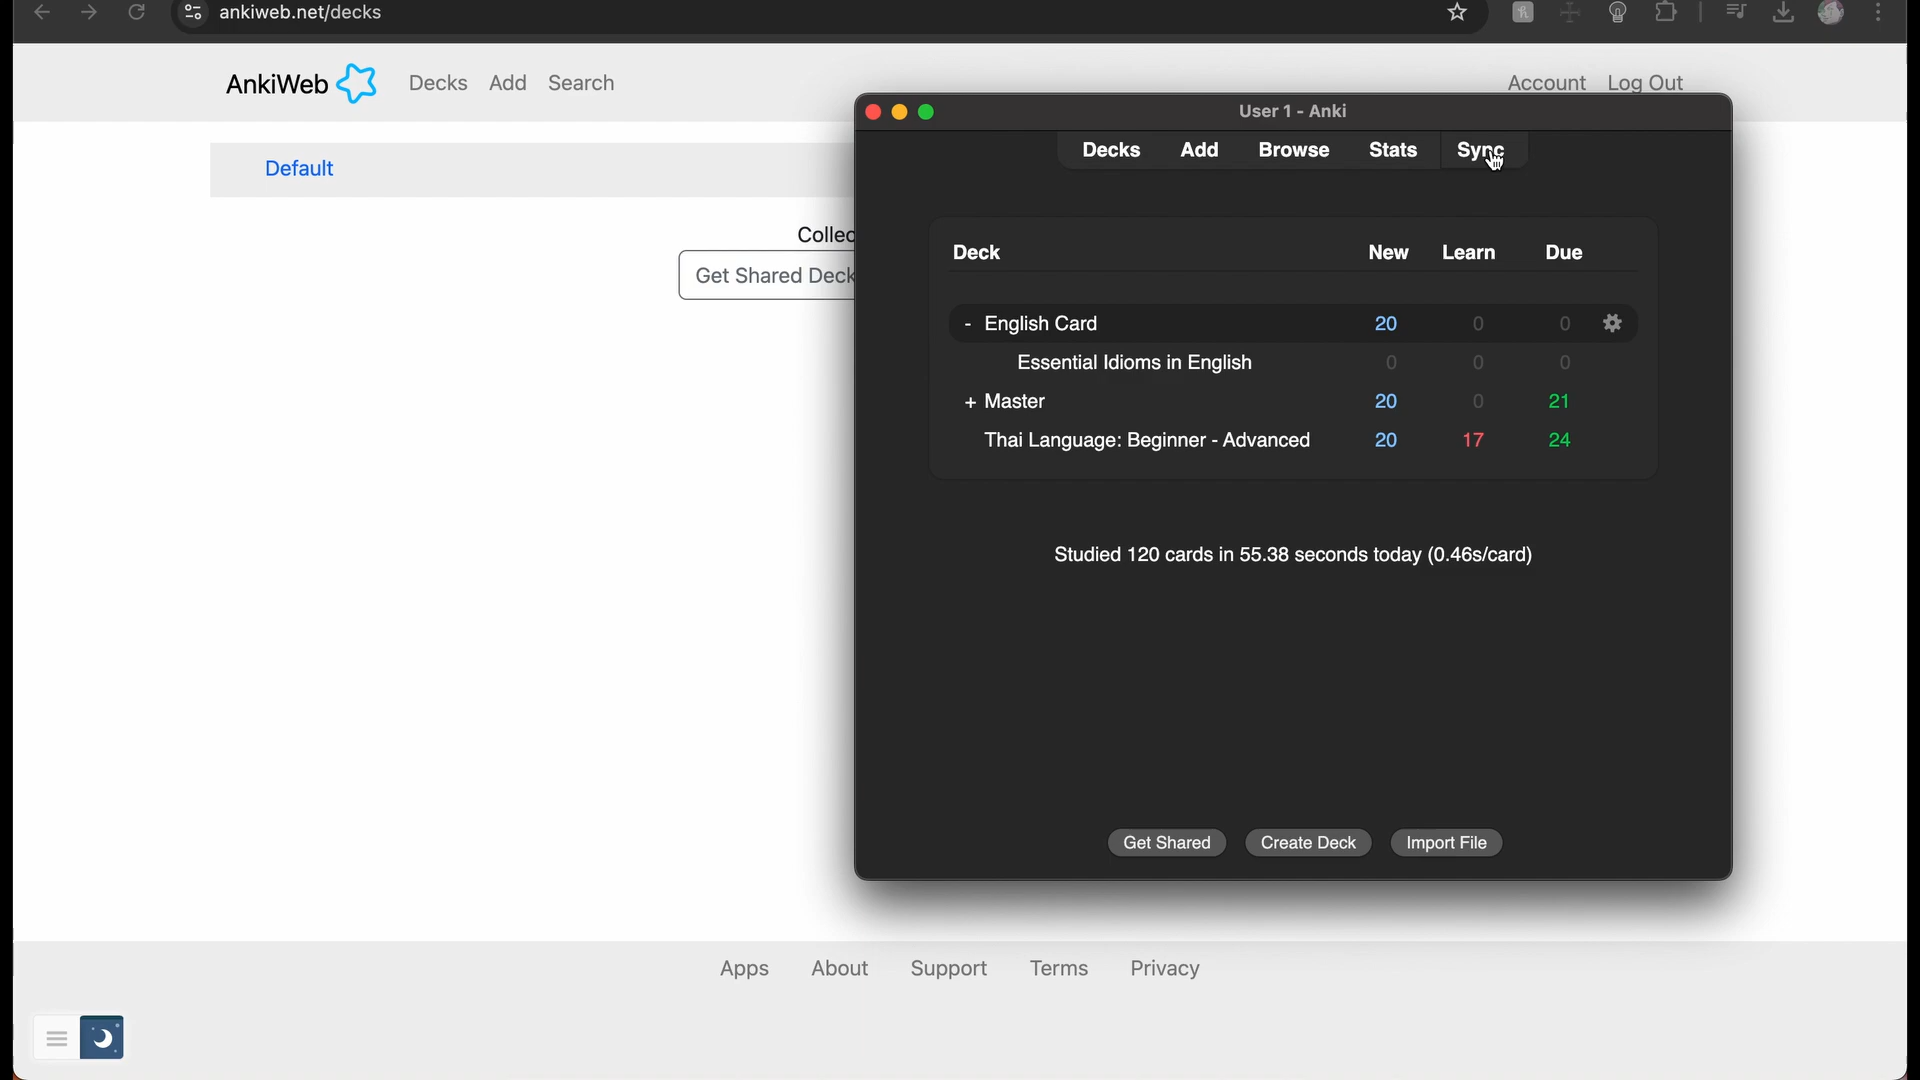 ankiweb.net/decks
AnkiWeb Decks Add Search Account Log Out
Default
Collec
Get Shared Deck
User 1 - Anki
Decks Add Browse Stats Sync
Deck New Learn Due
- English Card 20 0 0
Essential Idioms in English 0 0 0
+ Master 20 0 21
Thai Language: Beginner - Advanced 20 17 24
Studied 120 cards in 55.38 seconds today (0.46s/card)
Get Shared Create Deck Import File
Apps About Support Terms Privacy